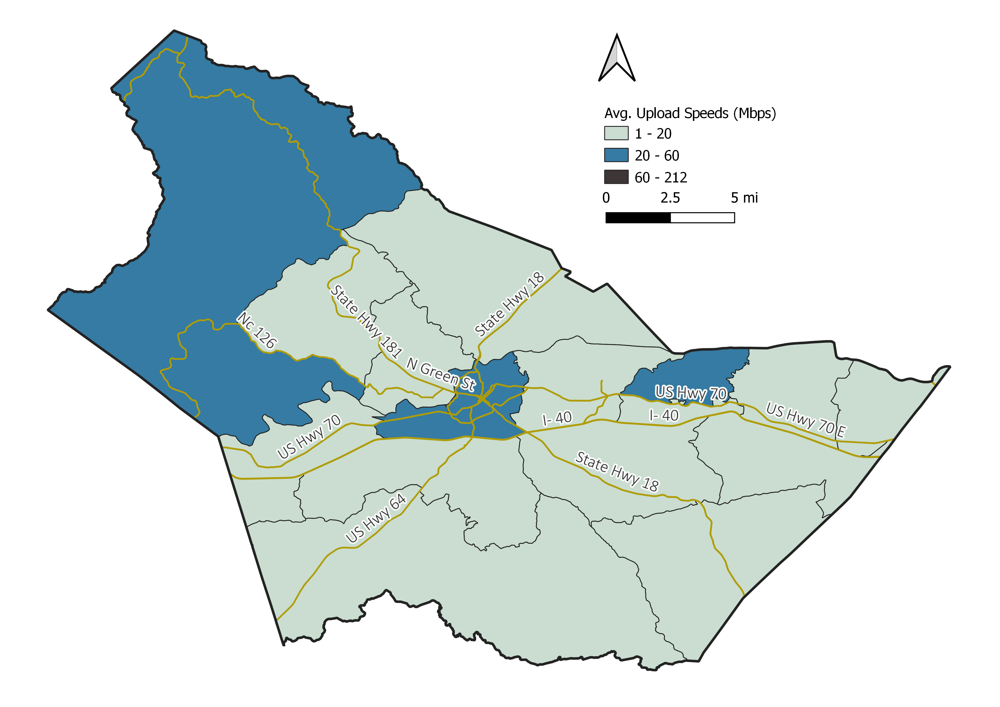 Avg. Upload Speeds (Mbps)
1 - 20
20 - 60
60 - 212
0 2.5 5 mi
State Hwy 18
State Hwy 181
Nc 126
N Green St
US Hwy 70
I- 40
US Hwy 70 E
I- 40
US Hwy 70
State Hwy 18
US Hwy 64